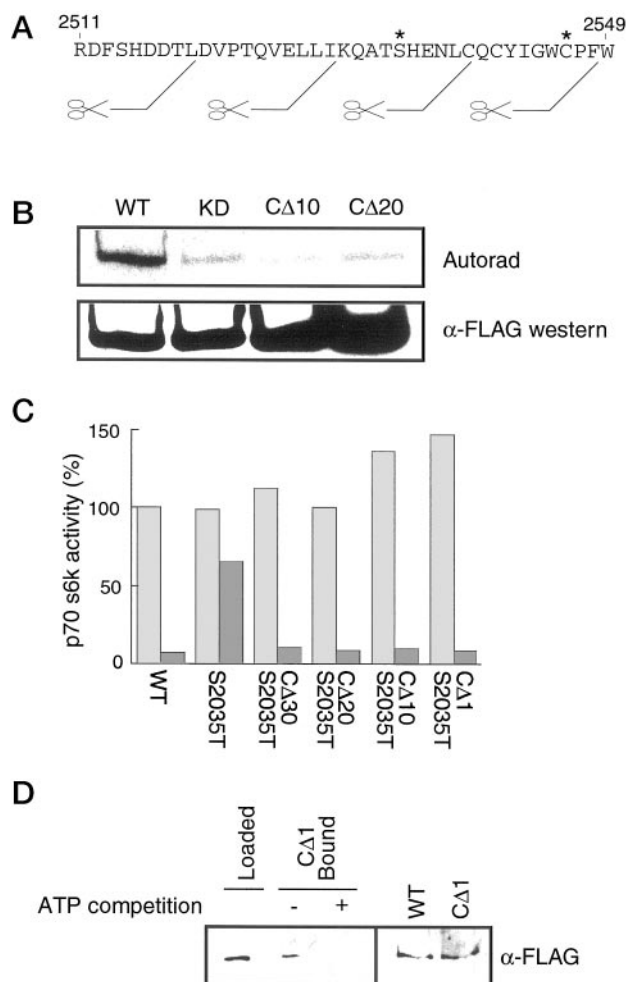 A
2511
2549
* *
RDFSHDDTLDVPTQVELLIKQATSHENLCQCYIGWCPFW
B
WT KD CΔ10 CΔ20
Autorad
α-FLAG western
C
p70 s6k activity (%)
150
100
50
0
WT
S2035T
S2035T CΔ30
S2035T CΔ20
S2035T CΔ10
S2035T CΔ1
D
Loaded
CΔ1 Bound
WT
CΔ1
ATP competition - +
α-FLAG